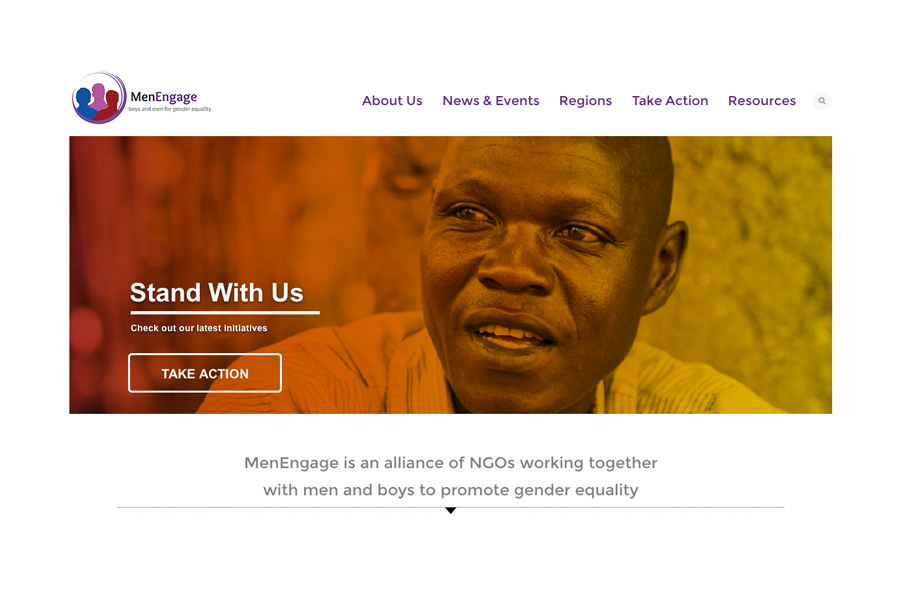 MenEngage
boys and men for gender equality
About Us News & Events Regions Take Action Resources
Stand With Us
Check out our latest initiatives
TAKE ACTION
MenEngage is an alliance of NGOs working together
with men and boys to promote gender equality